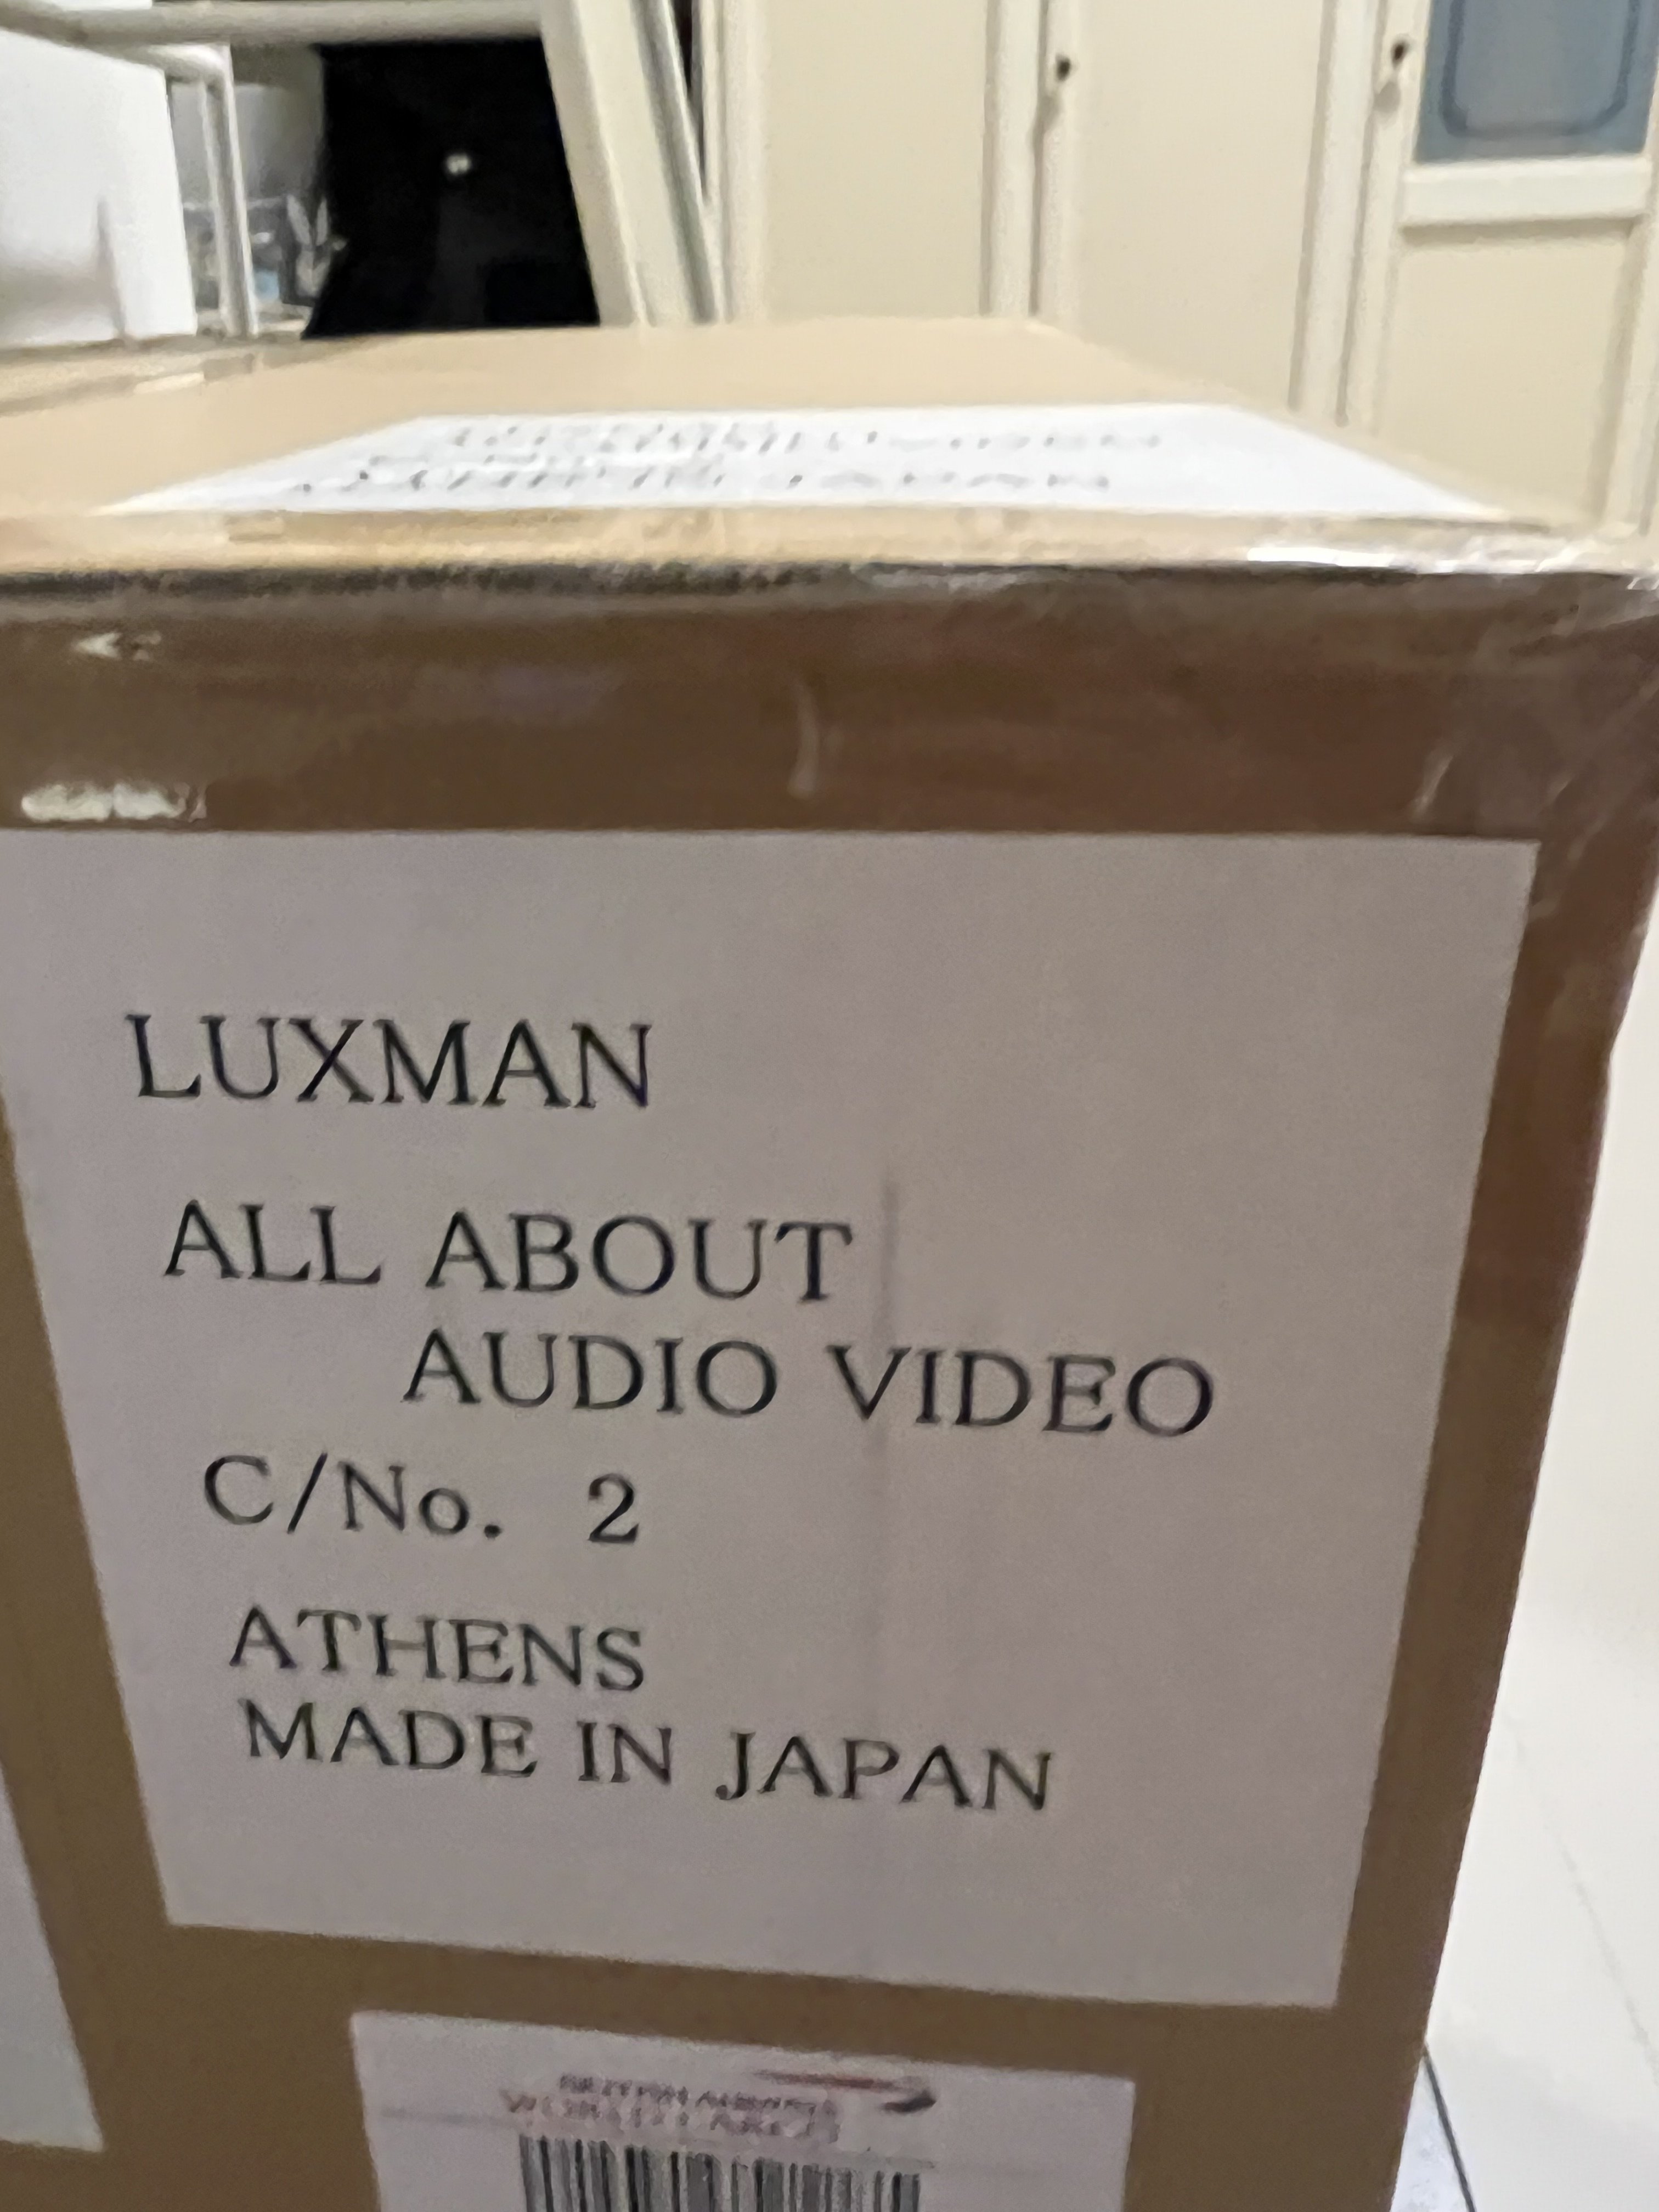 LUXMAN
ALL ABOUT
AUDIO VIDEO
C/No. 2
ATHENS
MADE IN JAPAN